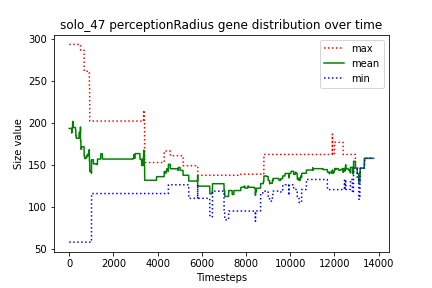 solo_47 perceptionRadius gene distribution over time
Size value
300
250
200
150
100
50
max
mean
min
0 2000 4000 6000 8000 10000 12000 14000
Timesteps